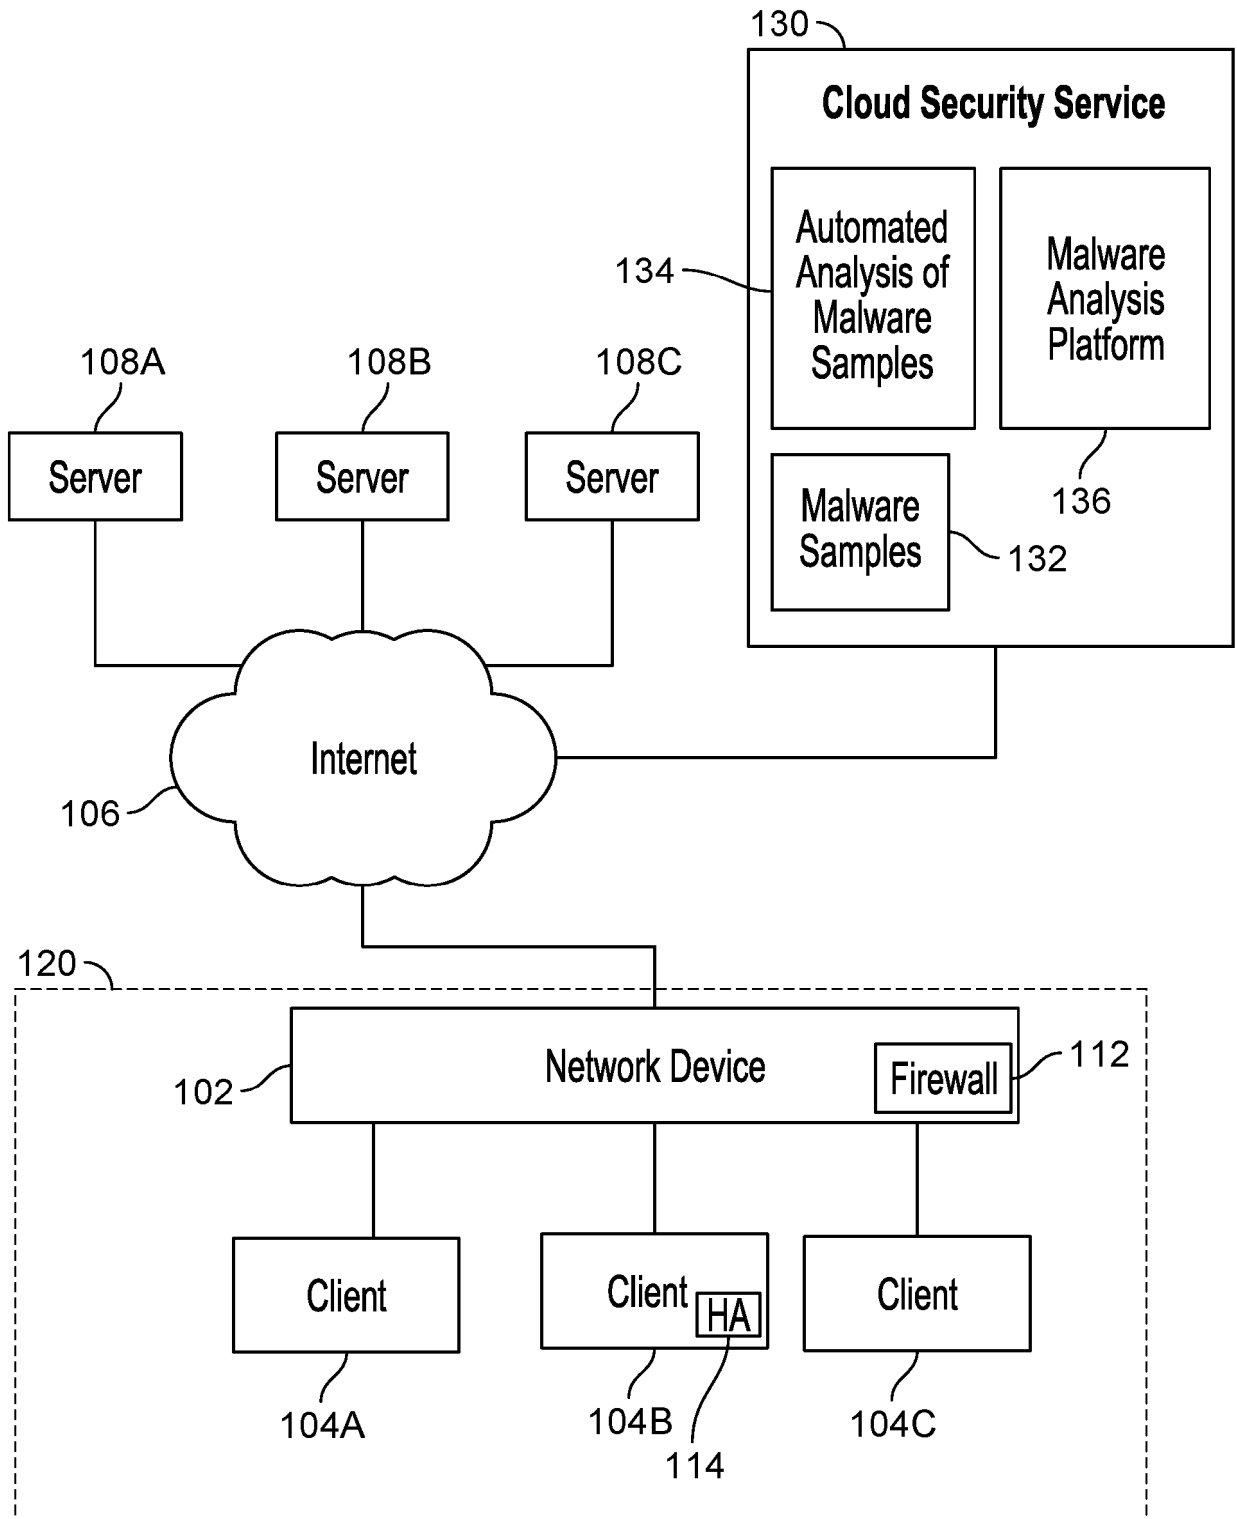 130
Cloud Security Service
Automated
Analysis of
Malware
Samples
134
Malware
Analysis
Platform
136
Malware
Samples
132
108A
108B
108C
Server
Server
Server
Internet
106
120
Network Device
Firewall
112
102
Client
Client
HA
Client
104A
104B
104C
114